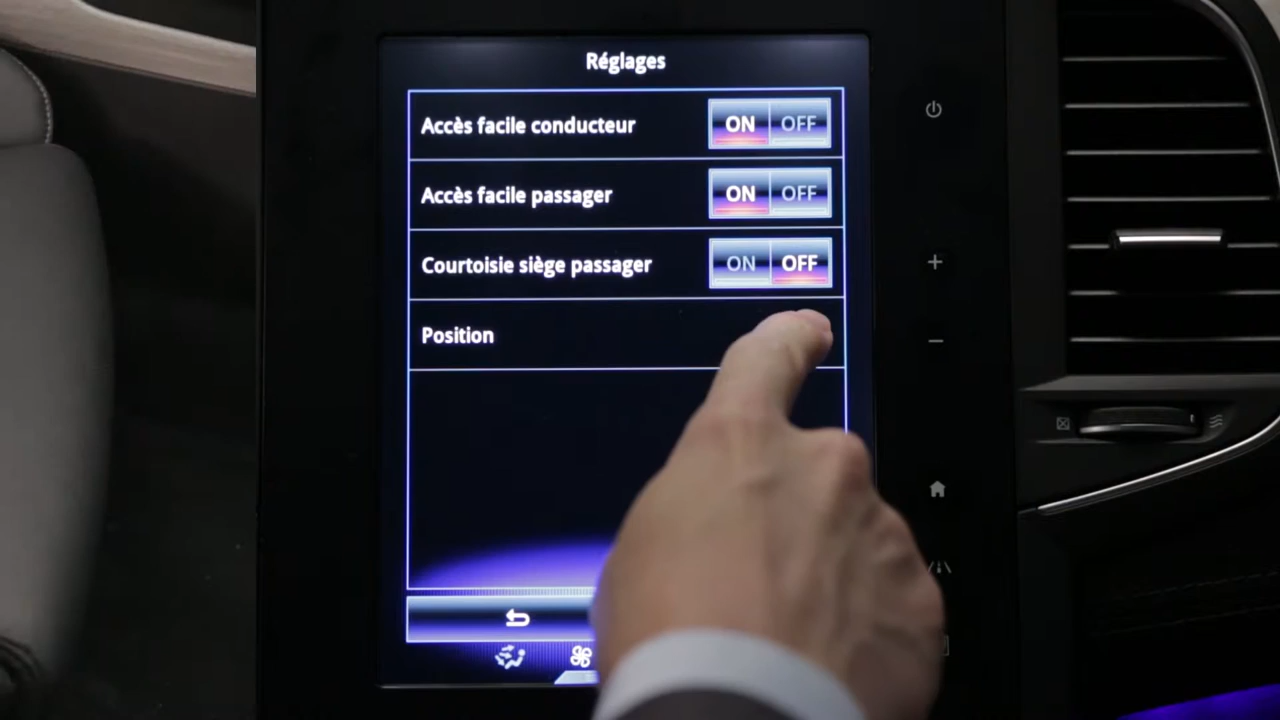 Réglages
Accès facile conducteur ON OFF
Accès facile passager ON OFF
Courtoisie siège passager ON OFF
Position